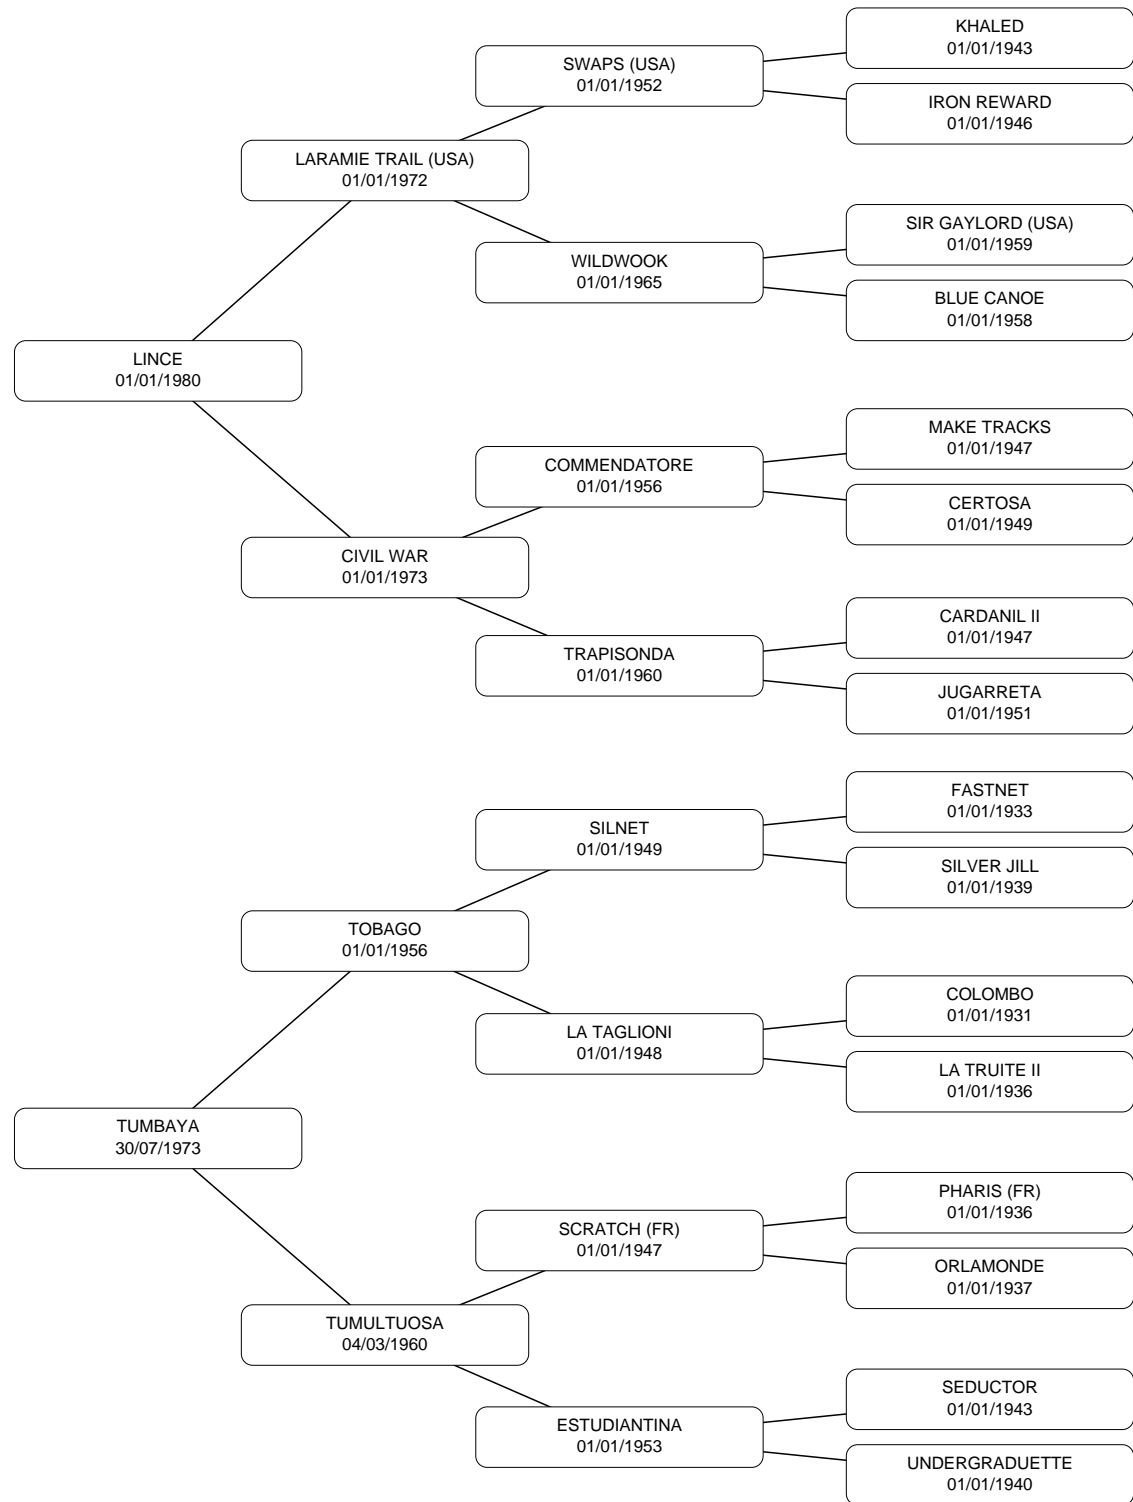 KHALED
01/01/1943
SWAPS (USA)
01/01/1952
IRON REWARD
01/01/1946
LARAMIE TRAIL (USA)
01/01/1972
SIR GAYLORD (USA)
01/01/1959
WILDWOOK
01/01/1965
BLUE CANOE
01/01/1958
LINCE
01/01/1980
MAKE TRACKS
01/01/1947
COMMENDATORE
01/01/1956
CERTOSA
01/01/1949
CIVIL WAR
01/01/1973
CARDANIL II
01/01/1947
TRAPISONDA
01/01/1960
JUGARRETA
01/01/1951
FASTNET
01/01/1933
SILNET
01/01/1949
SILVER JILL
01/01/1939
TOBAGO
01/01/1956
COLOMBO
01/01/1931
LA TAGLIONI
01/01/1948
LA TRUITE II
01/01/1936
TUMBAYA
30/07/1973
PHARIS (FR)
01/01/1936
SCRATCH (FR)
01/01/1947
ORLAMONDE
01/01/1937
TUMULTUOSA
04/03/1960
SEDUCTOR
01/01/1943
ESTUDIANTINA
01/01/1953
UNDERGRADUETTE
01/01/1940